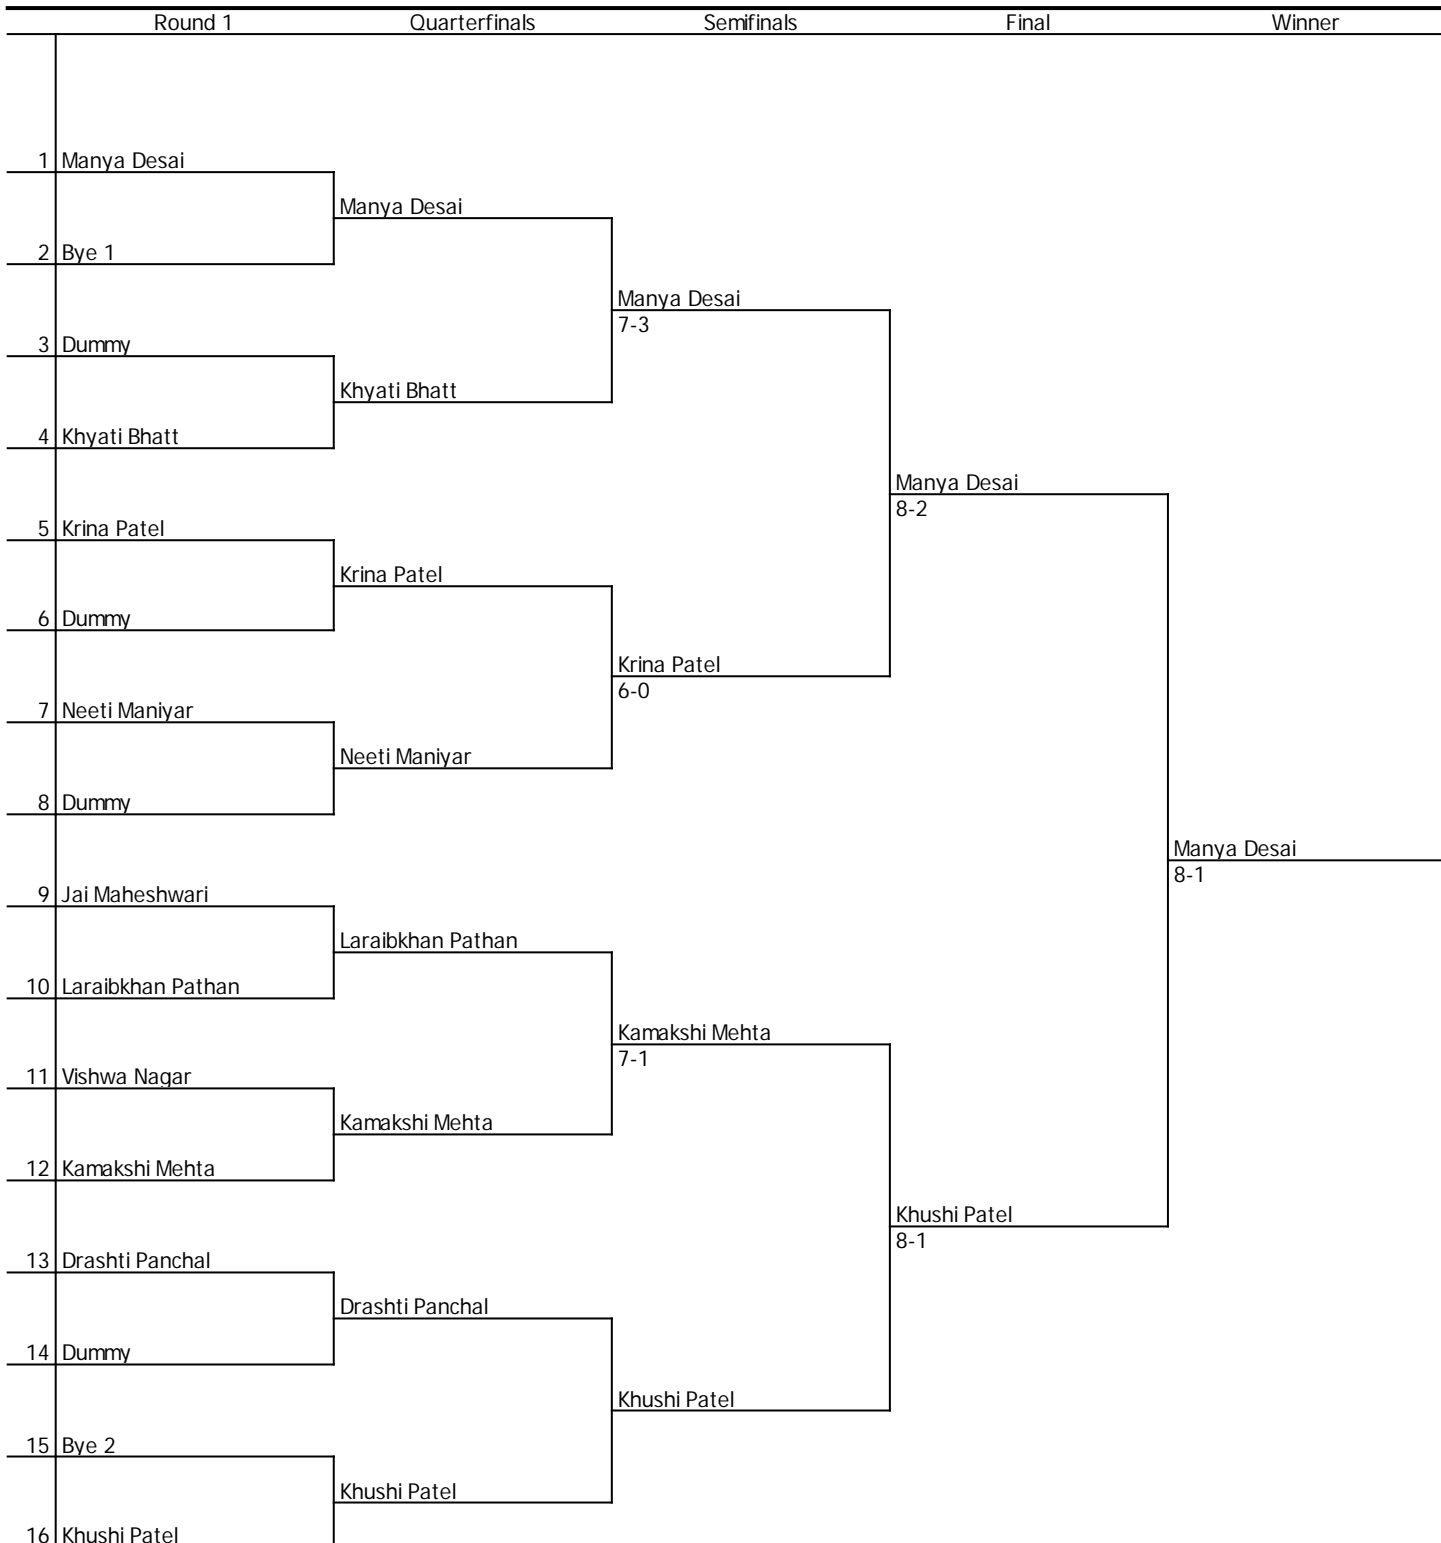 Round 1 Quarterfinals Semifinals Final Winner
1 Manya Desai
Manya Desai
2 Bye 1
Manya Desai
7-3
3 Dummy
Khyati Bhatt
4 Khyati Bhatt
Manya Desai
8-2
5 Krina Patel
Krina Patel
6 Dummy
Krina Patel
6-0
7 Neeti Maniyar
Neeti Maniyar
8 Dummy
Manya Desai
8-1
9 Jai Maheshwari
Laraibkhan Pathan
10 Laraibkhan Pathan
Kamakshi Mehta
7-1
11 Vishwa Nagar
Kamakshi Mehta
12 Kamakshi Mehta
Khushi Patel
8-1
13 Drashti Panchal
Drashti Panchal
14 Dummy
Khushi Patel
15 Bye 2
Khushi Patel
16 Khushi Patel